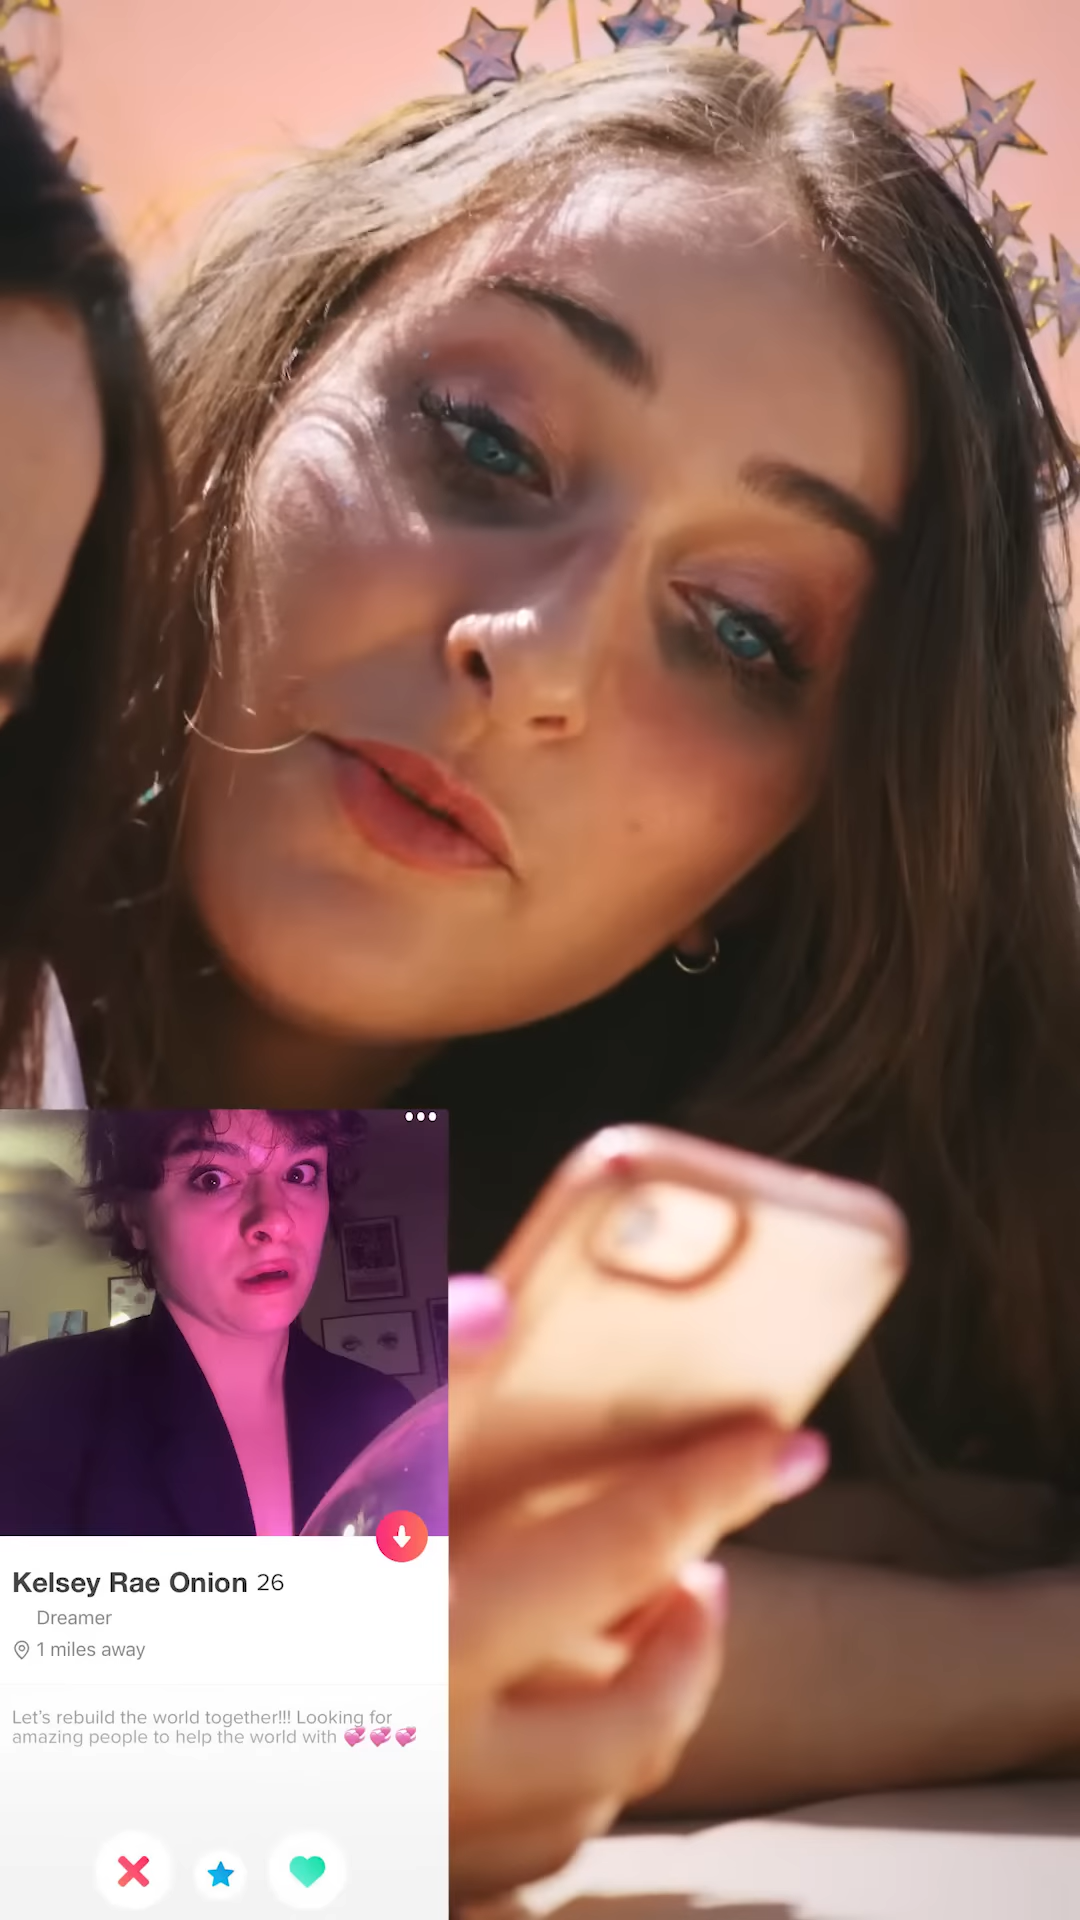 Kelsey Rae Onion 26
Dreamer
1 miles away
Let's rebuild the world together!!! Looking for
amazing people to help the world with 💞💞💞